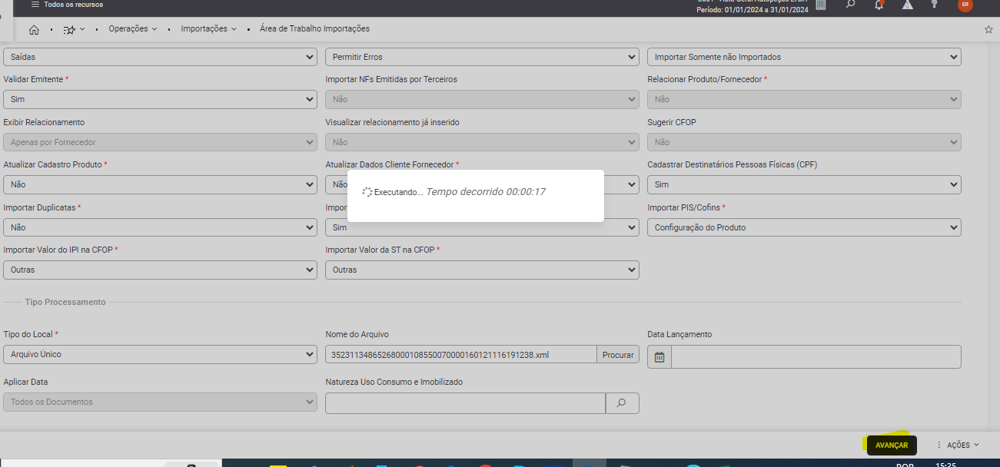 Todos os recursos
Período: 01/01/2024 a 31/01/2024
ER
Operações
Importações
Área de Trabalho Importações
Saídas
Permitir Erros
Importar Somente não Importados
Validar Emitente *
Importar NFs Emitidas por Terceiros
Relacionar Produto/Fornecedor *
Sim
Não
Não
Exibir Relacionamento
Visualizar relacionamento já inserido
Sugerir CFOP
Apenas por Fornecedor
Não
Não
Atualizar Cadastro Produto *
Atualizar Dados Cliente Fornecedor *
Cadastrar Destinatários Pessoas Físicas (CPF)
Não
Não
Sim
Executando... Tempo decorrido 00:00:17
Importar Duplicatas *
Impor
Importar PIS/Cofins *
Não
Sim
Configuração do Produto
Importar Valor do IPI na CFOP *
Importar Valor da ST na CFOP *
Outras
Outras
Tipo Processamento
Tipo do Local *
Nome do Arquivo
Data Lançamento
Arquivo Único
35231134865268000108550070000160121116191238.xml
Procurar
Aplicar Data
Natureza Uso Consumo e Imobilizado
Todos os Documentos
AVANÇAR
AÇÕES
POR
15:25